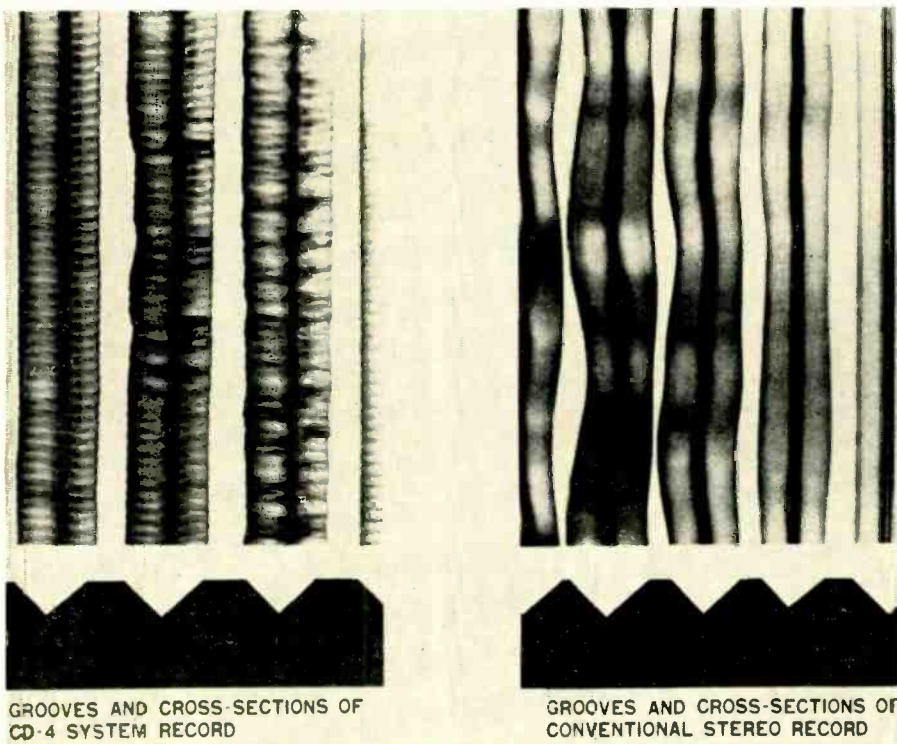 GROOVES AND CROSS-SECTIONS OF
CD-4 SYSTEM RECORD
GROOVES AND CROSS-SECTIONS OF
CONVENTIONAL STEREO RECORD